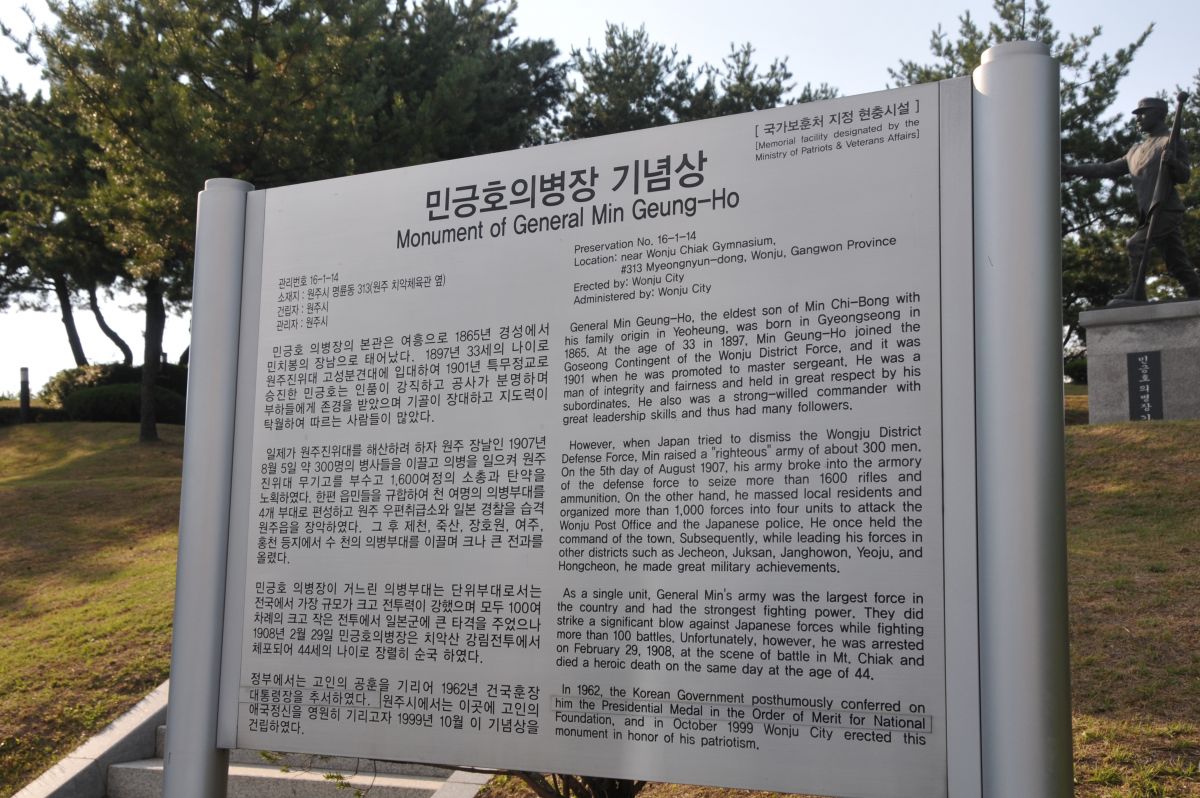 [ 국가보훈처 지정 현충시설 ]
[Memorial facility designated by the
Ministry of Patriots & Veterans Affairs]
민긍호의병장 기념상
Monument of General Min Geung-Ho
관리번호 16-1-14
소재지 : 원주시 명륜동 313(원주 치악체육관 옆)
건립자 : 원주시
관리자 : 원주시
민긍호 의병장의 본관은 여흥으로 1865년 경성에서
민치봉의 장남으로 태어났다. 1897년 33세의 나이로
원주진위대 고성분견대에 입대하여 1901년 특무정교로
승진한 민긍호는 인품이 강직하고 공사가 분명하며
부하들에게 존경을 받았으며 기골이 장대하고 지도력이
탁월하여 따르는 사람들이 많았다.
일제가 원주진위대를 해산하려 하자 원주 장날인 1907년
8월 5일 약 300명의 병사들을 이끌고 의병을 일으켜 원주
진위대 무기고를 부수고 1,600여정의 소총과 탄약을
노획하였다. 한편 읍민들을 규합하여 천 여명의 의병부대를
4개 부대로 편성하고 원주 우편취급소와 일본 경찰을 습격
원주읍을 장악하였다. 그 후 제천, 죽산, 장호원, 여주,
홍천 등지에서 수 천의 의병부대를 이끌며 크나 큰 전과를
올렸다.
민긍호 의병장이 거느린 의병부대는 단위부대로서는
전국에서 가장 규모가 크고 전투력이 강했으며 모두 100여
차례의 크고 작은 전투에서 일본군에 큰 타격을 주었으나
1908년 2월 29일 민긍호의병장은 치악산 강림전투에서
체포되어 44세의 나이로 장렬히 순국 하였다.
정부에서는 고인의 공훈을 기리어 1962년 건국훈장
대통령장을 추서하였다. 원주시에서는 이곳에 고인의
애국정신을 영원히 기리고자 1999년 10월 이 기념상을
건립하였다.
Preservation No. 16-1-14
Location: near Wonju Chiak Gymnasium,
#313 Myeongnyun-dong, Wonju, Gangwon Province
Erected by: Wonju City
Administered by: Wonju City
General Min Geung-Ho, the eldest son of Min Chi-Bong with
his family origin in Yeoheung, was born in Gyeongseong in
1865. At the age of 33 in 1897, Min Geung-Ho joined the
Goseong Contingent of the Wonju District Force, and it was
1901 when he was promoted to master sergeant. He was a
man of integrity and fairness and held in great respect by his
subordinates. He also was a strong-willed commander with
great leadership skills and thus had many followers.
However, when Japan tried to dismiss the Wongju District
Defense Force, Min raised a "righteous" army of about 300 men.
On the 5th day of August 1907, his army broke into the armory
of the defense force to seize more than 1600 rifles and
ammunition. On the other hand, he massed local residents and
organized more than 1,000 forces into four units to attack the
Wonju Post Office and the Japanese police. He once held the
command of the town. Subsequently, while leading his forces in
other districts such as Jecheon, Juksan, Janghowon, Yeoju, and
Hongcheon, he made great military achievements.
As a single unit, General Min's army was the largest force in
the country and had the strongest fighting power. They did
strike a significant blow against Japanese forces while fighting
more than 100 battles. Unfortunately, however, he was arrested
on February 29, 1908, at the scene of battle in Mt. Chiak and
died a heroic death on the same day at the age of 44.
In 1962, the Korean Government posthumously conferred on
him the Presidential Medal in the Order of Merit for National
Foundation, and in October 1999 Wonju City erected this
monument in honor of his patriotism.
민긍호의병장기